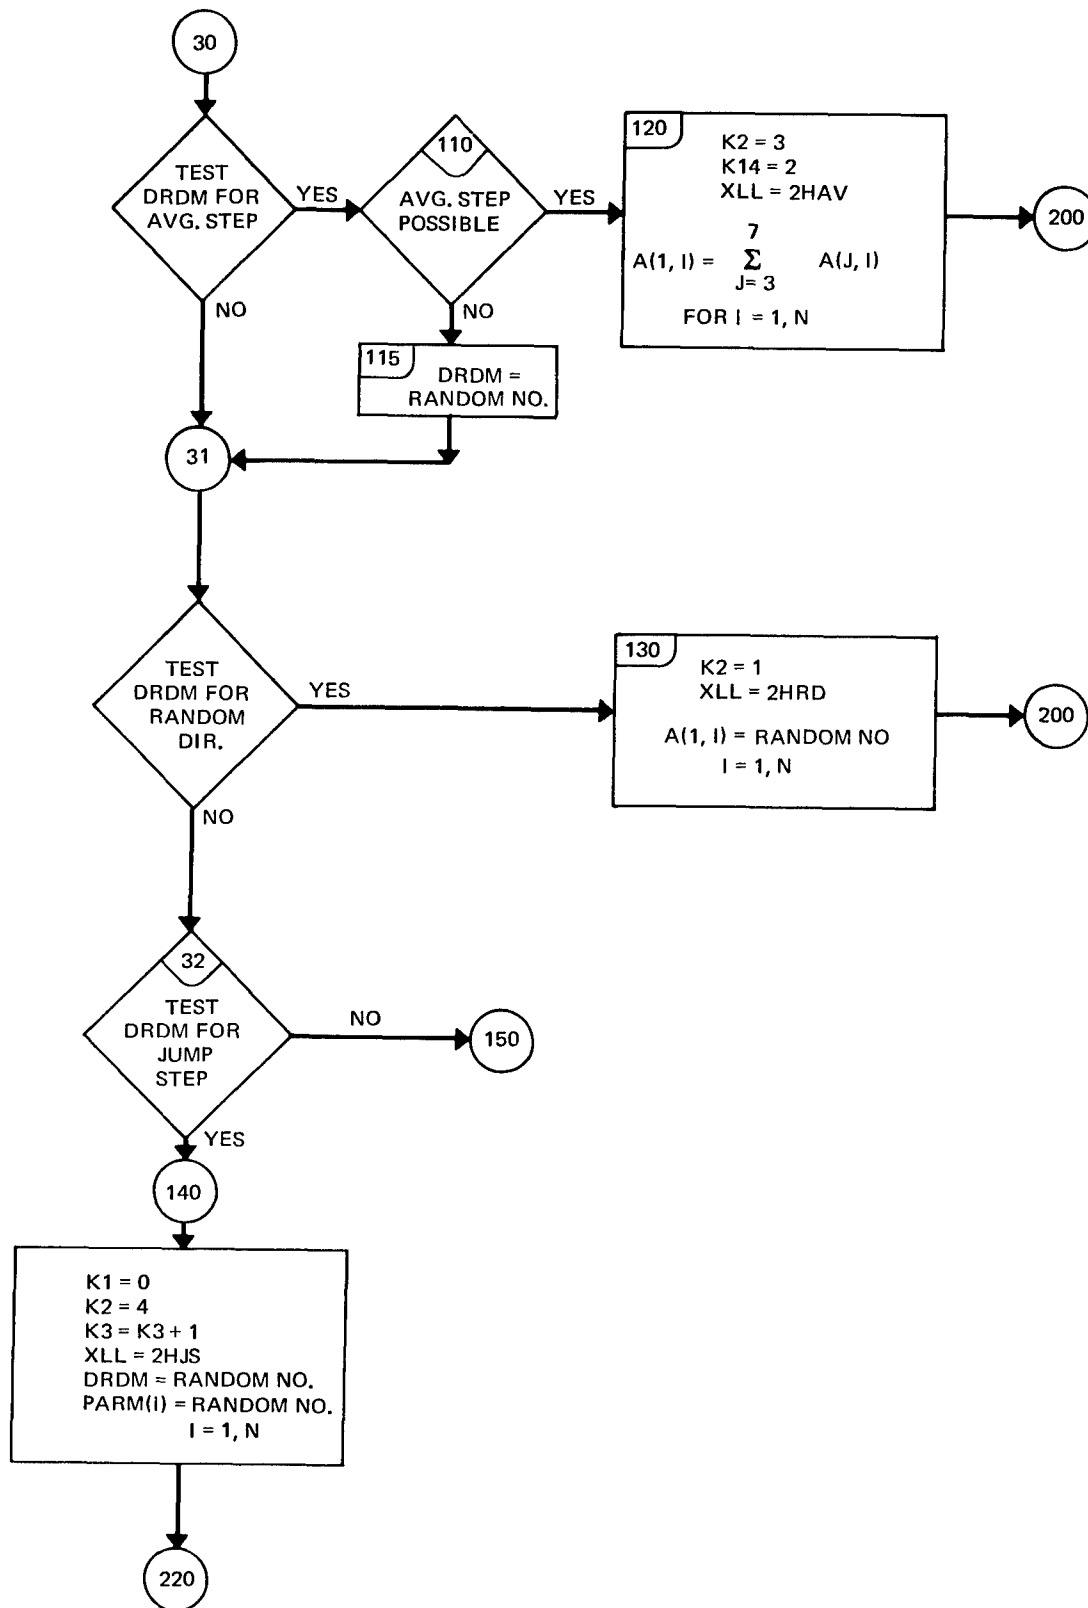 30
TEST
DRDM FOR
AVG. STEP
YES
NO
110
AVG. STEP
POSSIBLE
YES
NO
120
K2 = 3
K14 = 2
XLL = 2HAV
7
A(1, I) = Σ A(J, I)
J= 3
FOR I = 1, N
200
115
DRDM =
RANDOM NO.
31
TEST
DRDM FOR
RANDOM
DIR.
YES
NO
130
K2 = 1
XLL = 2HRD
A(1, I) = RANDOM NO
I = 1, N
200
32
TEST
DRDM FOR
JUMP
STEP
NO
150
YES
140
K1 = 0
K2 = 4
K3 = K3 + 1
XLL = 2HJS
DRDM = RANDOM NO.
PARM(i) = RANDOM NO.
I = 1, N
220